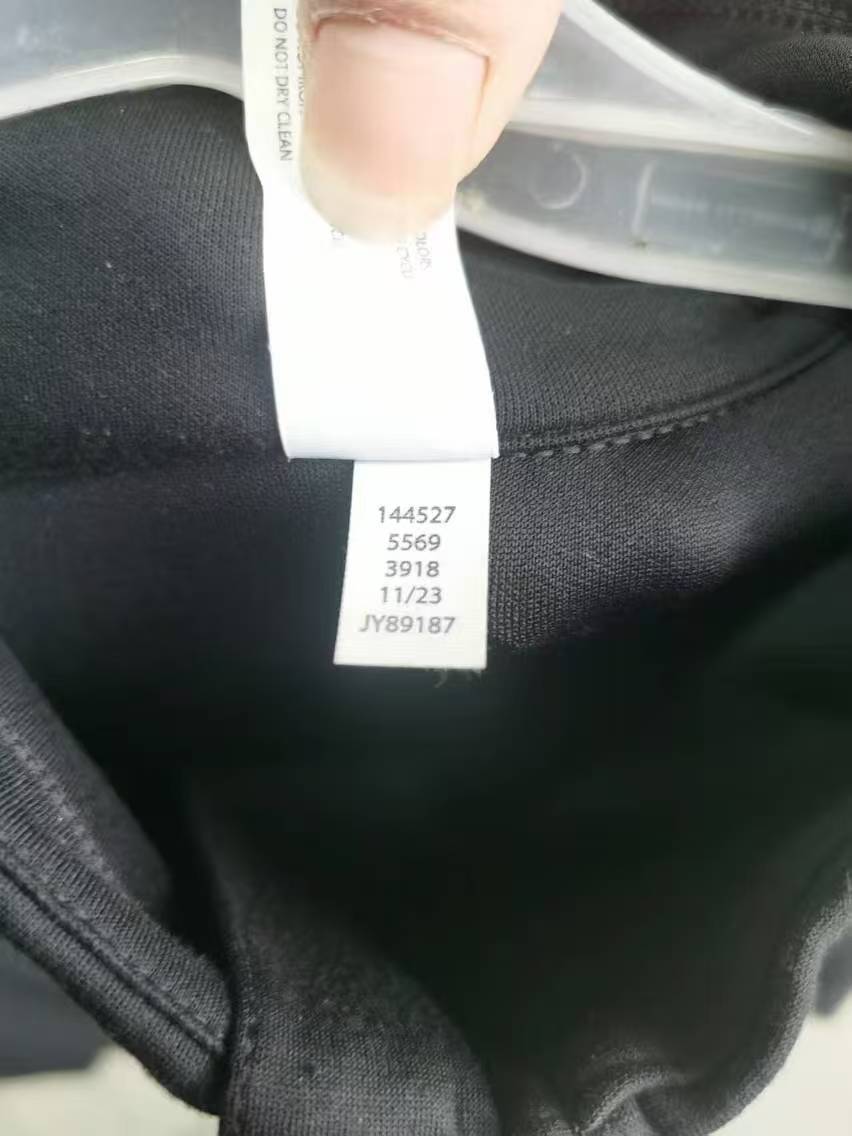 DO NOT DRY CLEAN
144527
5569
3918
11/23
JY89187